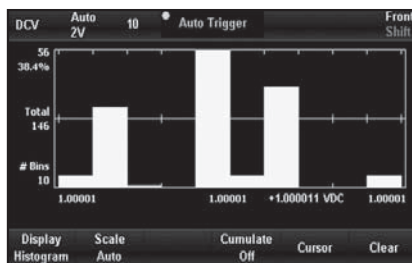 DCV Auto 2V 10 Auto Trigger Front Shift
56
38.4%
Total
146
# Bins
10
1.00001 1.00001 +1.000011 VDC 1.00001
Display Histogram Scale Auto Cumulate Off Cursor Clear